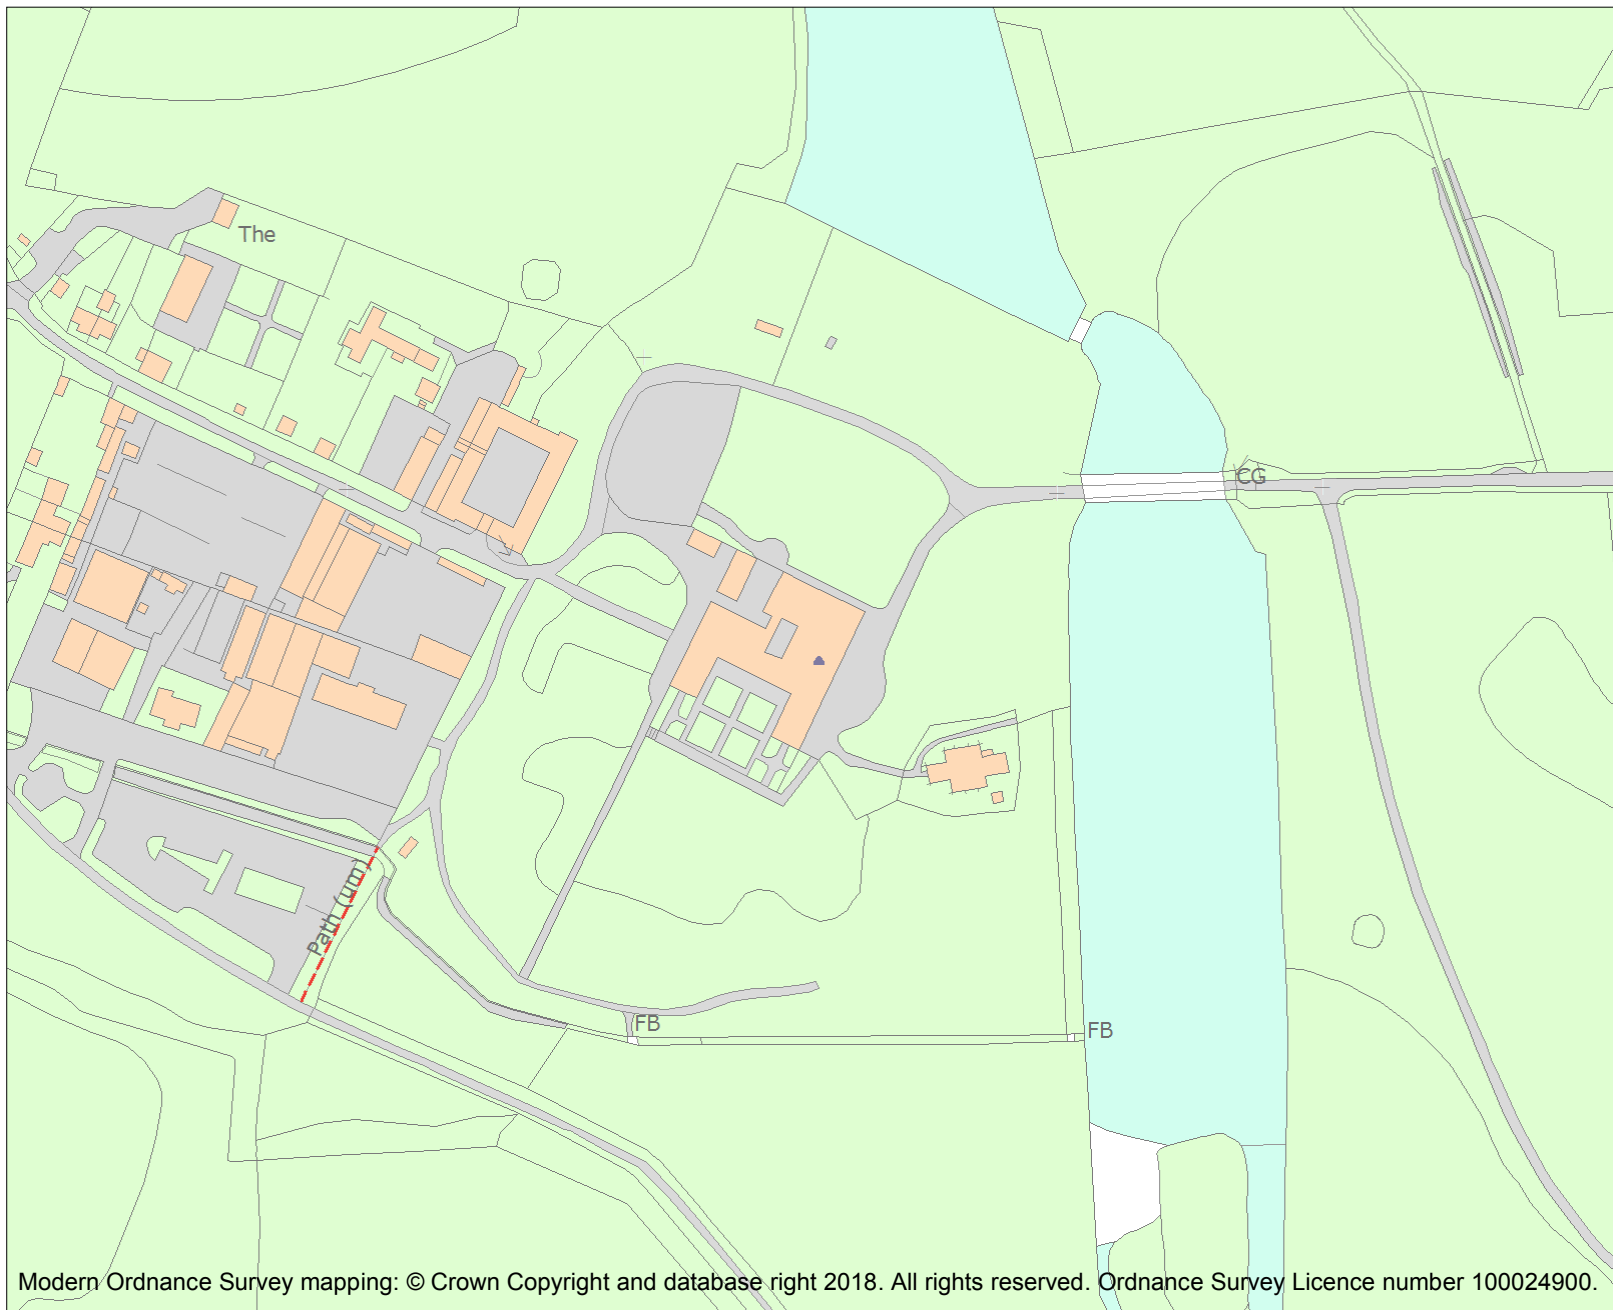 The
CG
Path (um)
FB
FB
Modern Ordnance Survey mapping: © Crown Copyright and database right 2018. All rights reserved. Ordnance Survey Licence number 100024900.